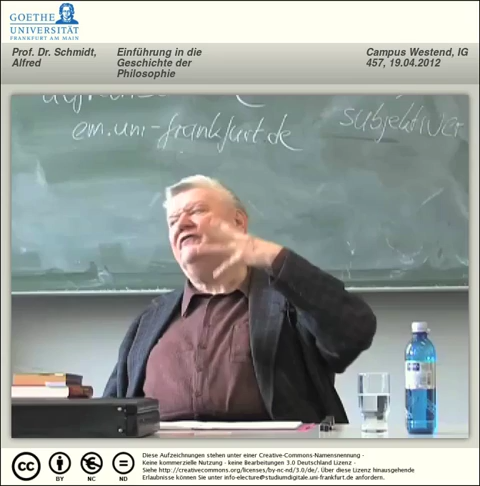 GOETHE
UNIVERSITÄT
FRANKFURT AM MAIN
Prof. Dr. Schmidt,
Alfred
Einführung in die
Geschichte der
Philosophie
Campus Westend, IG
457, 19.04.2012
em.uni-frankfurt.de
subjektiver
cc
BY
NC
ND
Diese Aufzeichnungen stehen unter einer Creative-Commons-Namensnennung -
Keine kommerzielle Nutzung - keine Bearbeitungen 3.0 Deutschland Lizenz -
Siehe http://creativecommons.org/licenses/by-nc-nd/3.0/de/. Über diese Lizenz hinausgehende
Erlaubnisse können Sie unter info-electure@studiumdigitale.uni-frankfurt.de anfordern.